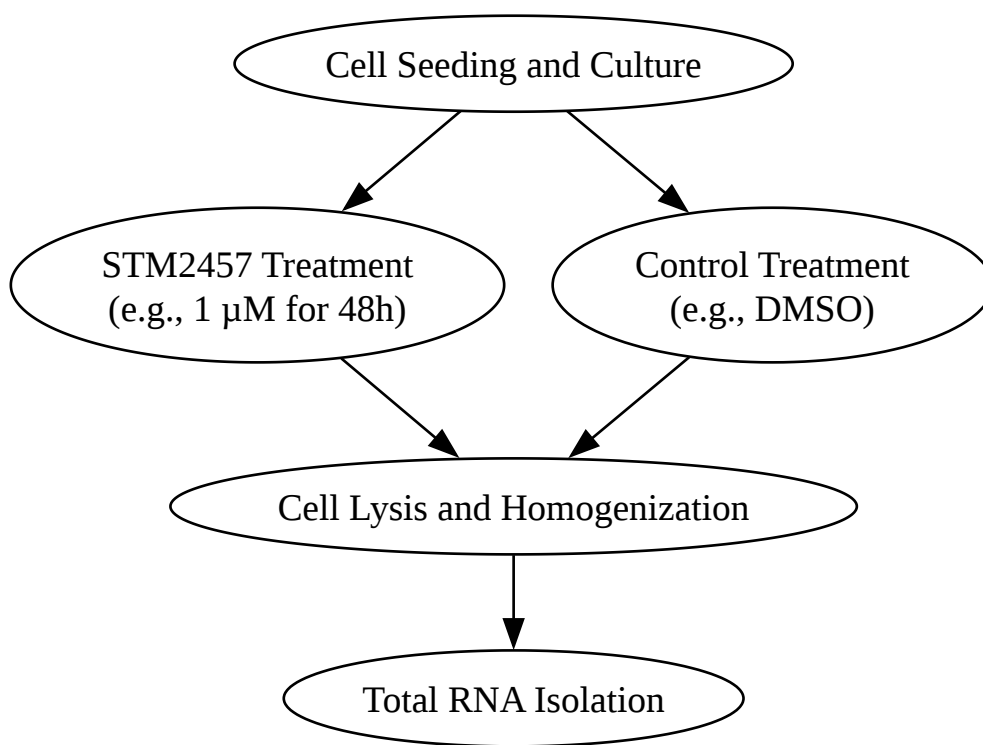 Cell Seeding and Culture
STM2457 Treatment
(e.g., 1 µM for 48h)
Control Treatment
(e.g., DMSO)
Cell Lysis and Homogenization
Total RNA Isolation